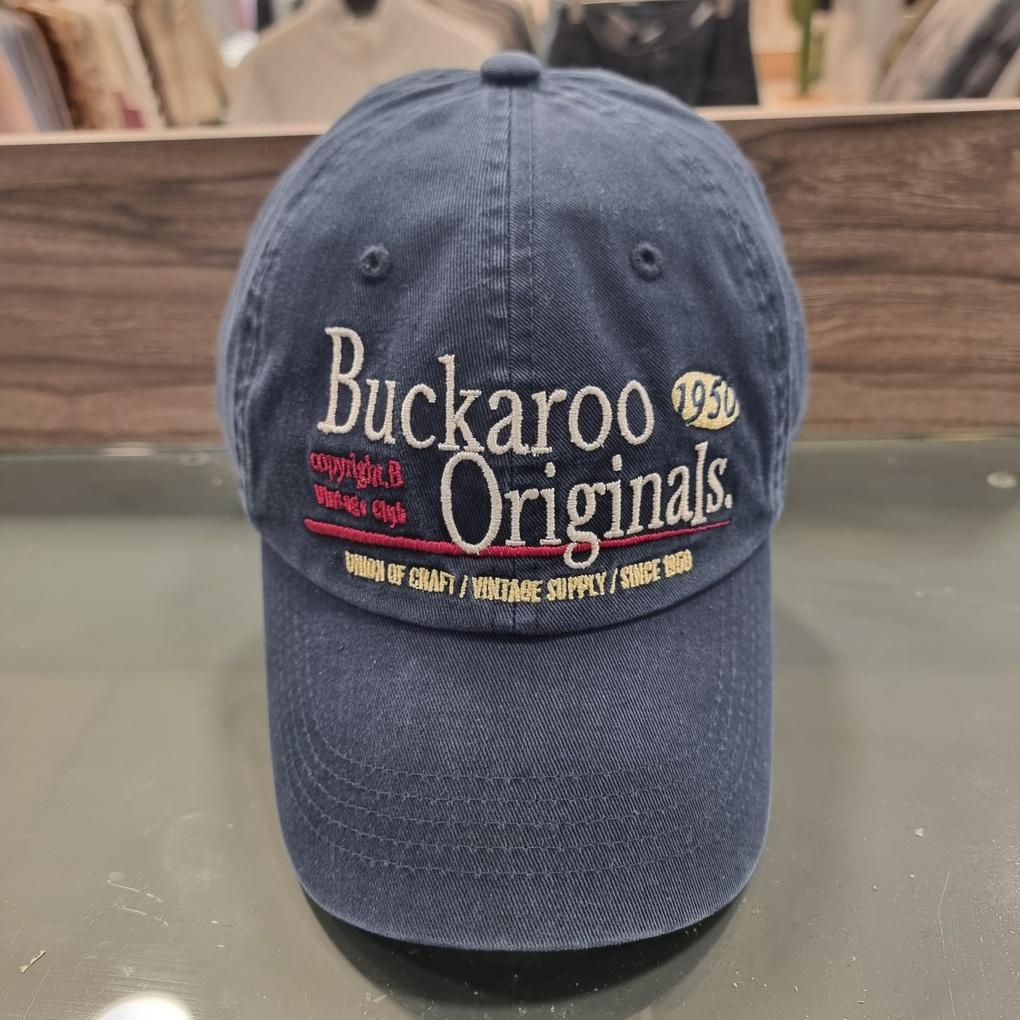 Buckaroo 1950
Originals.
copyright.B
Vintage Club
UNION OF CRAFT / VINTAGE SUPPLY / SINCE 1950